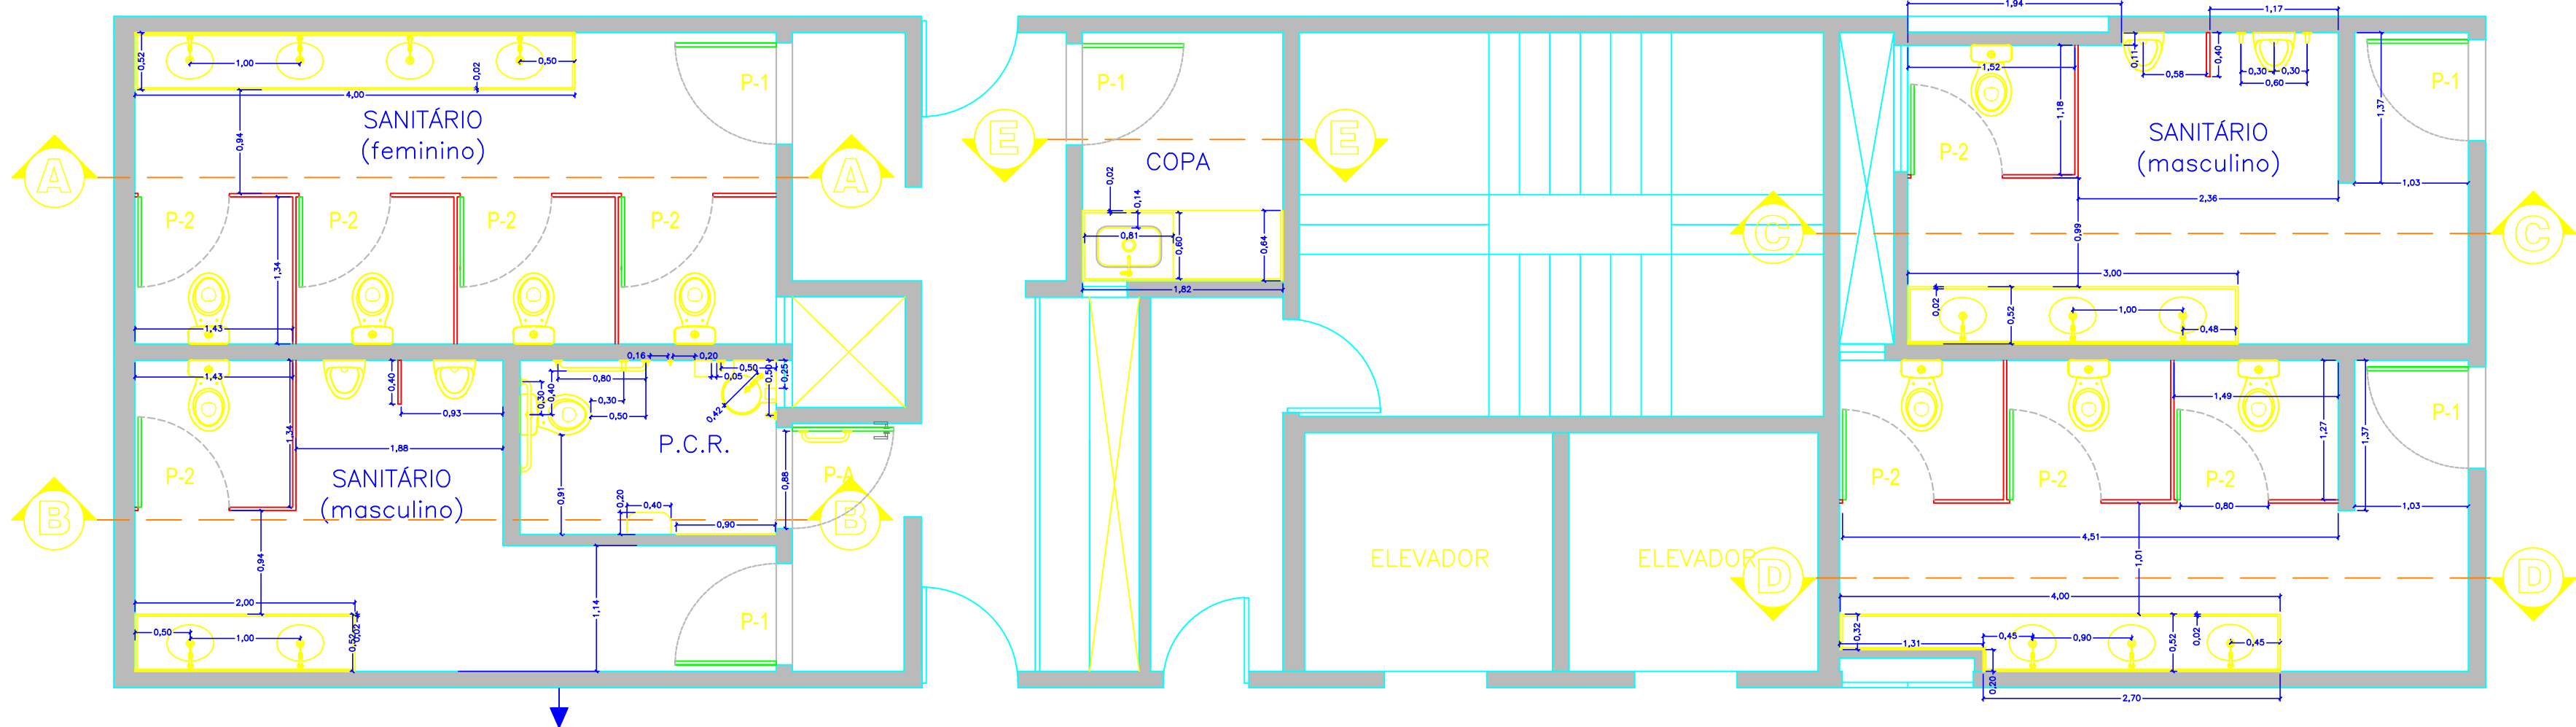 1,94
1,17
0,52
1,00
0,50
0,02
4,00
SANITÁRIO
(feminino)
P-1
0,94
A
A
P-2
P-2
P-2
P-2
1,34
1,43
E
E
P-1
COPA
0,02
0,14
0,81
0,60
0,64
1,82
1,52
0,11
0,58
0,40
0,30
0,30
0,60
1,18
P-2
SANITÁRIO
(masculino)
1,37
P-1
1,03
2,36
0,99
C
C
3,00
0,02
0,52
1,00
0,48
1,43
1,34
0,40
0,93
1,88
P-2
SANITÁRIO
(masculino)
0,16
0,20
0,80
0,05
0,50
0,50
0,25
0,30
0,40
0,30
0,50
0,42
P.C.R.
0,91
0,20
0,40
0,90
0,88
P-A
B
B
0,94
2,00
0,50
1,00
0,52
0,02
1,14
P-1
ELEVADOR
ELEVADOR
1,49
1,27
1,37
P-1
P-2
P-2
P-2
0,80
1,03
4,51
1,01
D
D
4,00
0,32
1,31
0,45
0,90
0,52
0,02
0,45
0,20
2,70